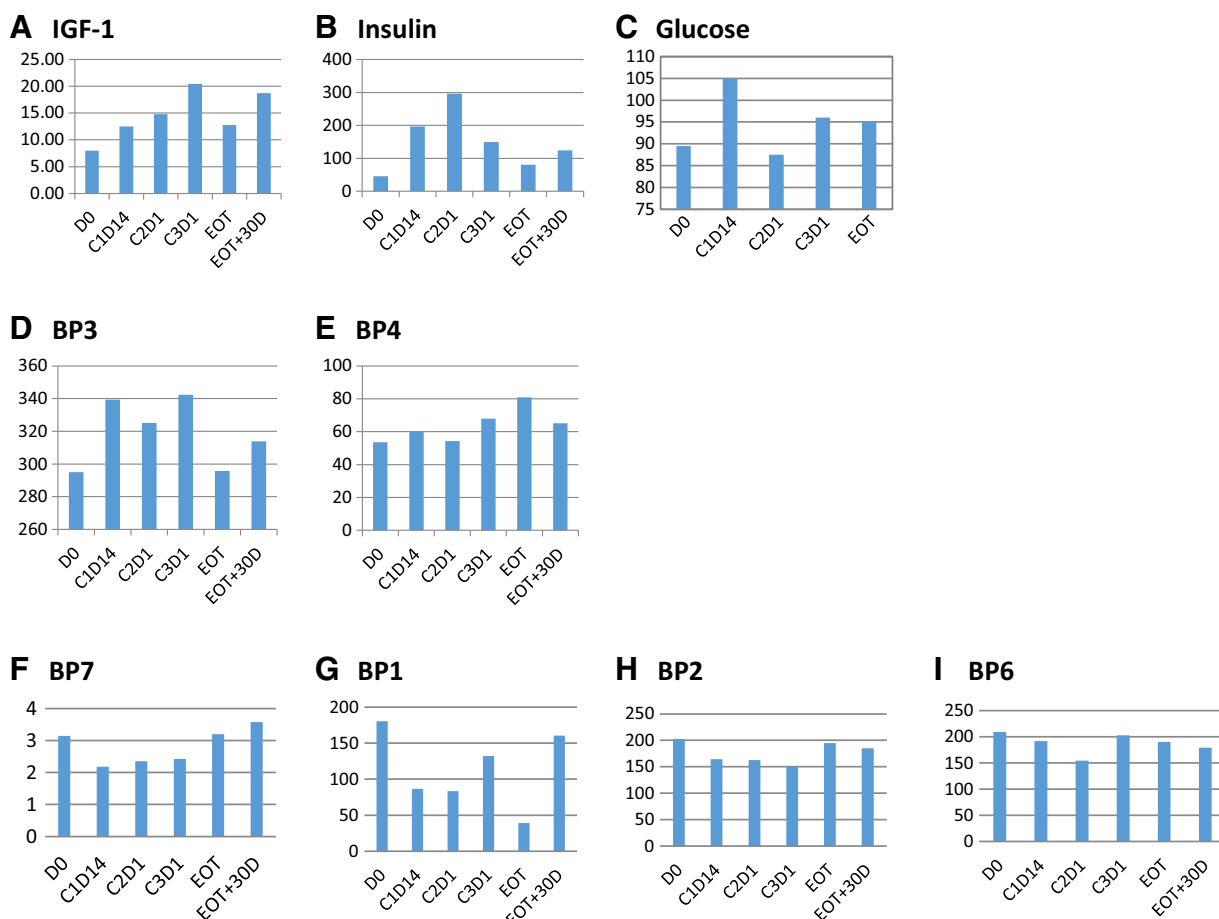 A IGF-1
25.00
20.00
15.00
10.00
5.00
0.00
D0 C1D14 C2D1 C3D1 EOT EOT+30D
B Insulin
400
300
200
100
0
D0 C1D14 C2D1 C3D1 EOT EOT+30D
C Glucose
110
105
100
95
90
85
80
75
D0 C1D14 C2D1 C3D1 EOT
D BP3
360
340
320
300
280
260
D0 C1D14 C2D1 C3D1 EOT EOT+30D
E BP4
100
80
60
40
20
0
D0 C1D14 C2D1 C3D1 EOT EOT+30D
F BP7
4
3
2
1
0
D0 C1D14 C2D1 C3D1 EOT EOT+30D
G BP1
200
150
100
50
0
D0 C1D14 C2D1 C3D1 EOT EOT+30D
H BP2
250
200
150
100
50
0
D0 C1D14 C2D1 C3D1 EOT EOT+30D
I BP6
250
200
150
100
50
0
D0 C1D14 C2D1 C3D1 EOT EOT+30D